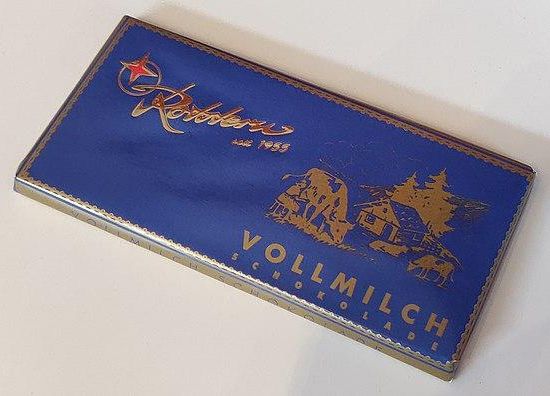 Rotstern
seit 1955
VOLLMILCH
SCHOKOLADE
VOLLMILCH SCHOKOLADE